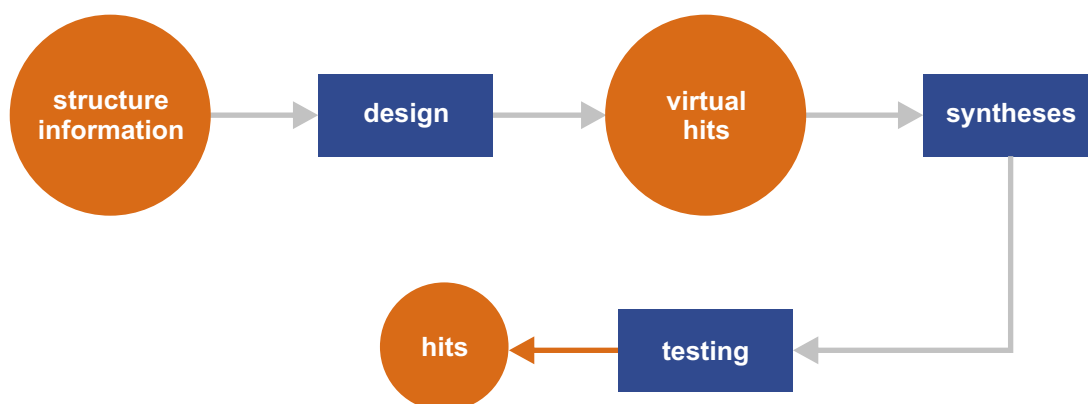 structure
information
design
virtual
hits
syntheses
hits
testing